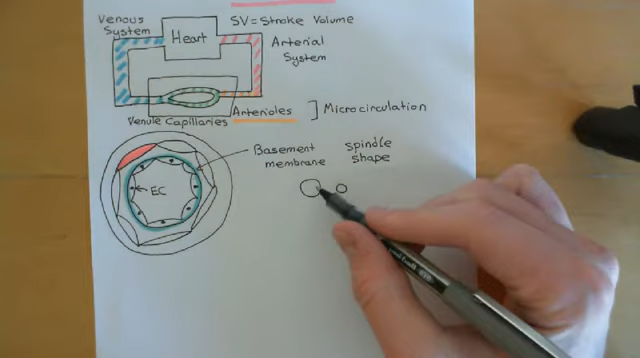 SV = Stroke Volume
Venous
System
Heart
Arterial
System
Venule Capillaries Arterioles ] Microcirculation
Basement
membrane
spindle
shape
EC